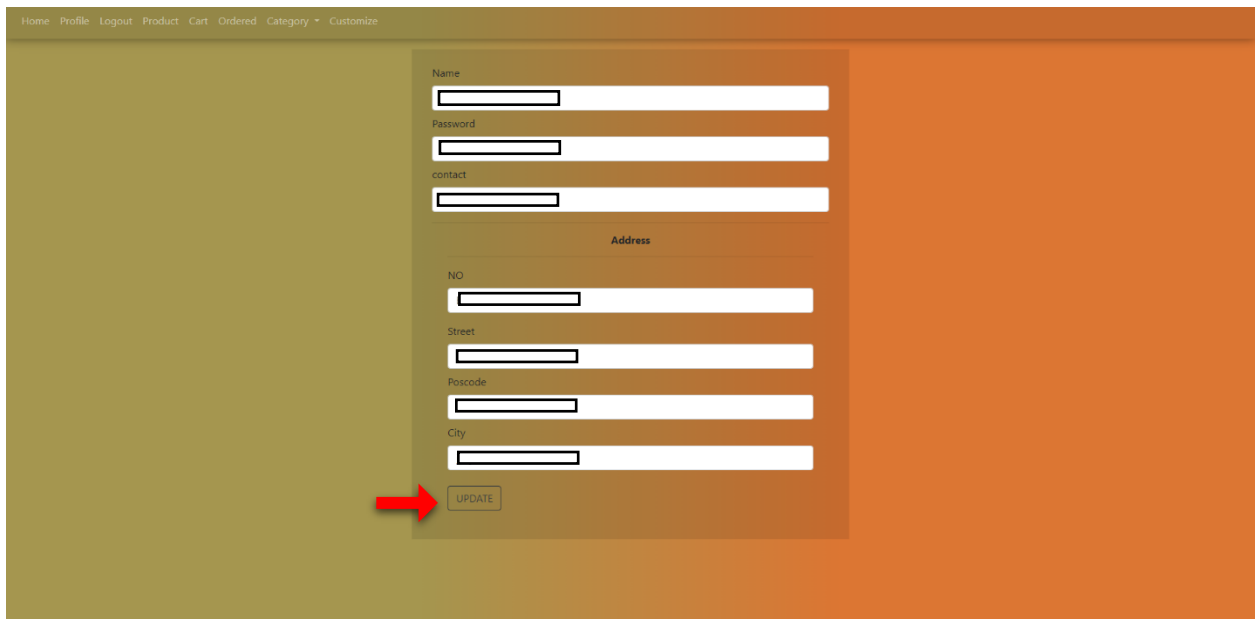 Home Profile Logout Product Cart Ordered Category Customize
Name
Password
contact
Address
NO
Street
Poscode
City
UPDATE